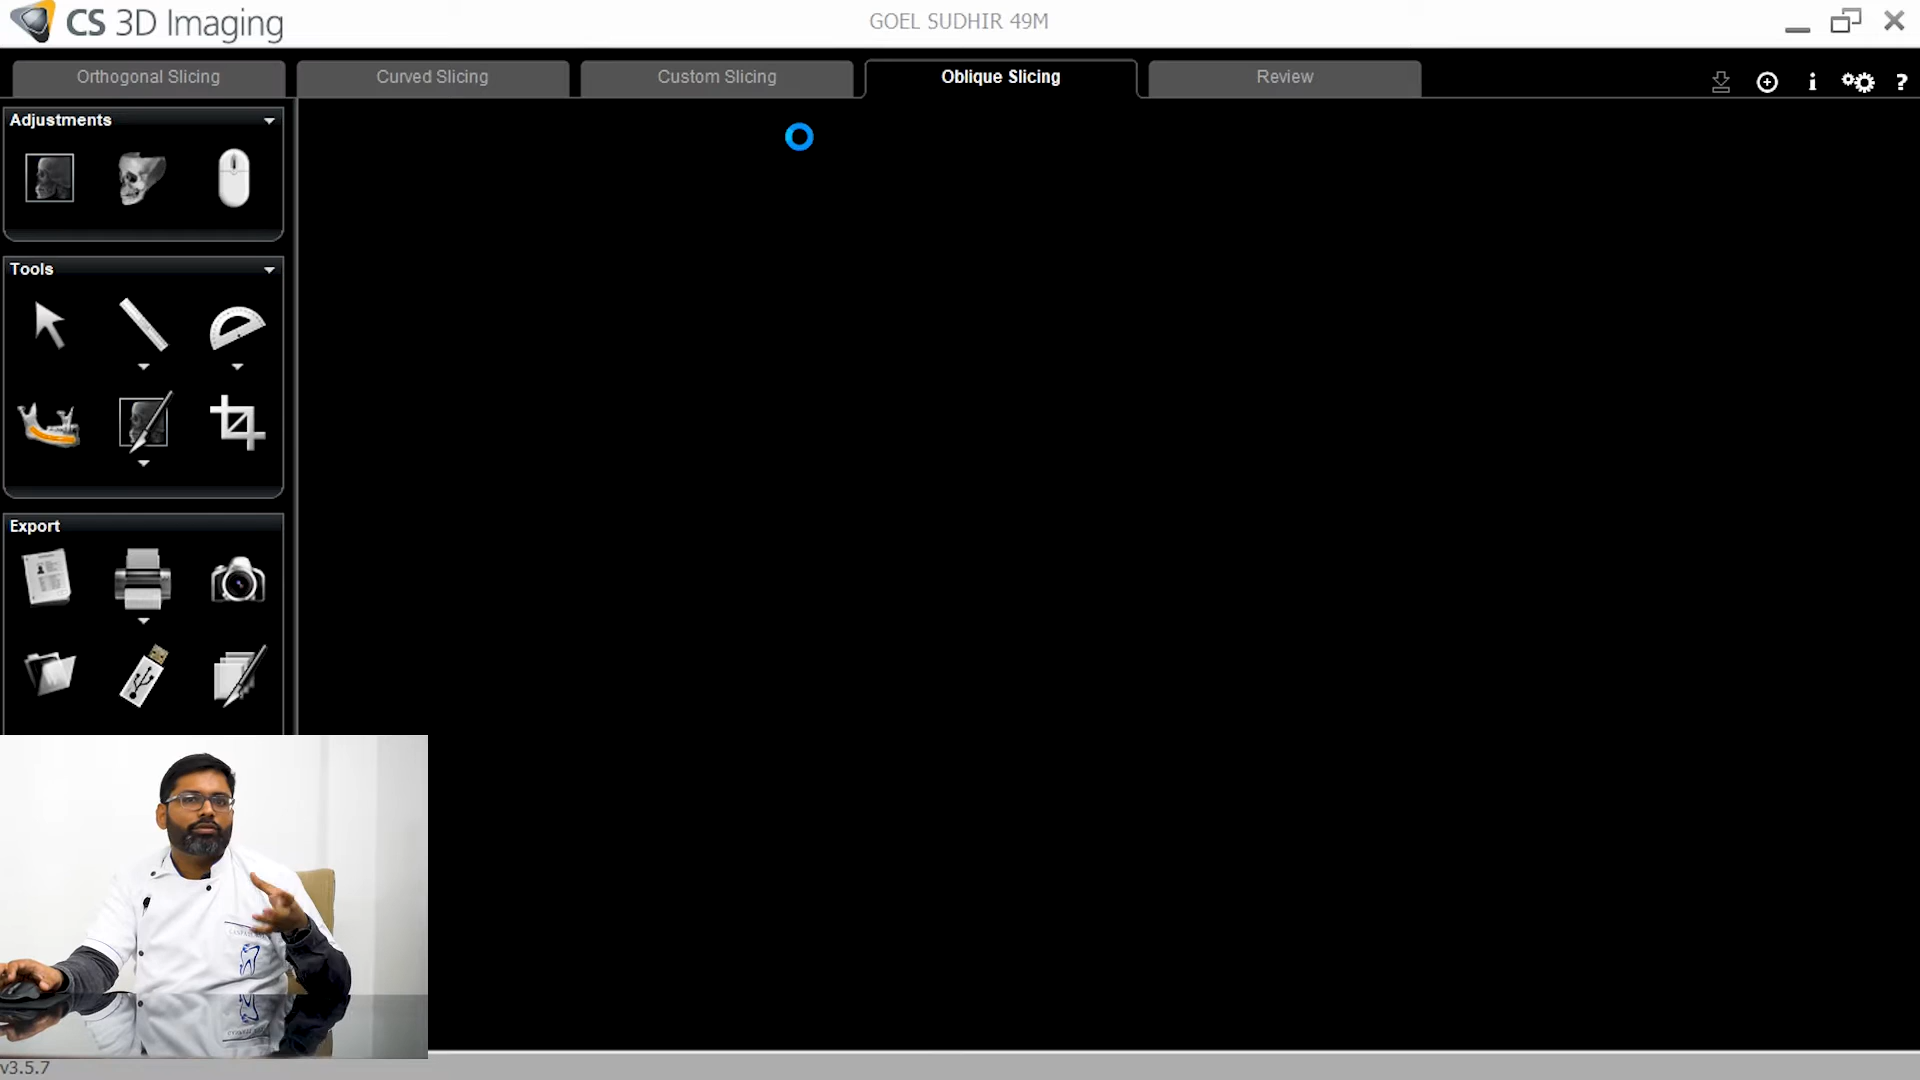 CS 3D Imaging
GOEL SUDHIR 49M
Orthogonal Slicing
Curved Slicing
Custom Slicing
Oblique Slicing
Review
i
?
Adjustments
Tools
Export
v3.5.7